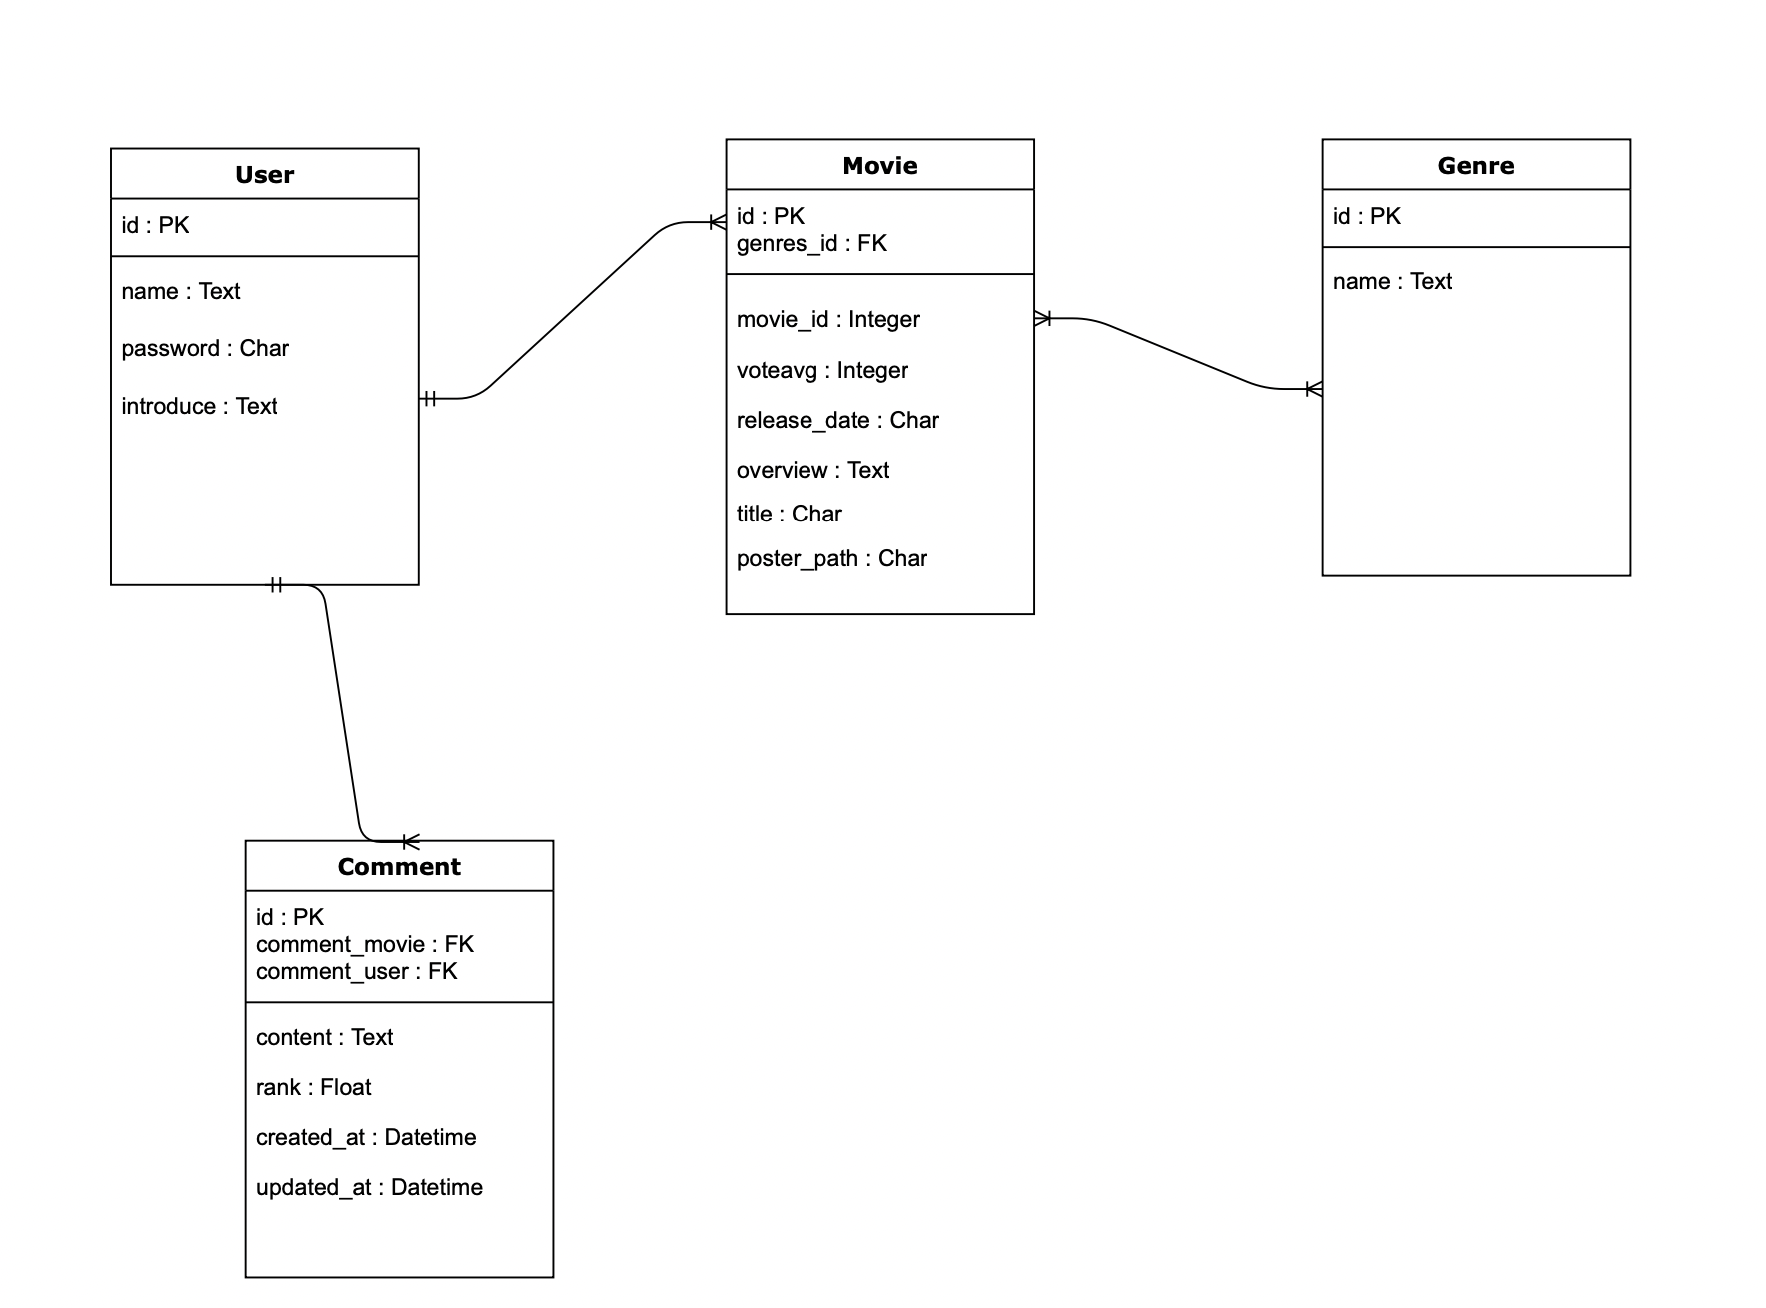 User
id : PK
name : Text
password : Char
introduce : Text
Movie
id : PK
genres_id : FK
movie_id : Integer
voteavg : Integer
release_date : Char
overview : Text
title : Char
poster_path : Char
Genre
id : PK
name : Text
Comment
id : PK
comment_movie : FK
comment_user : FK
content : Text
rank : Float
created_at : Datetime
updated_at : Datetime